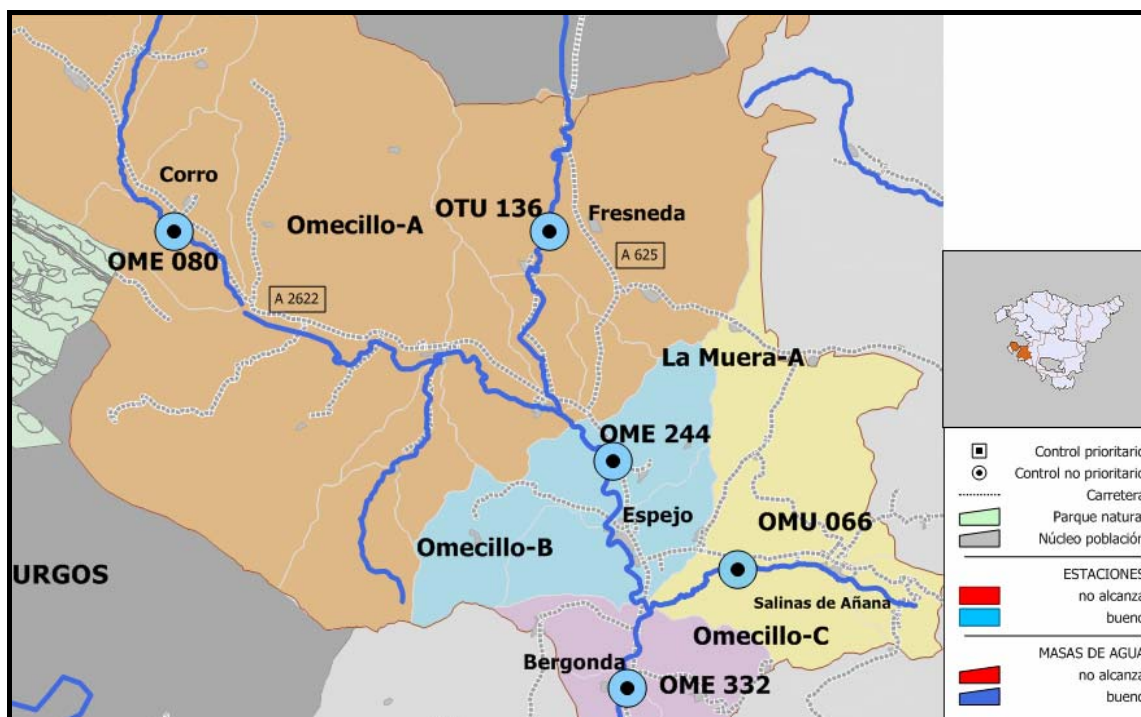 Corro
Omecillo-A
OTU 136
Fresneda
OME 080
A 625
A 2622
La Muera-A
OME 244
Espejo
OMU 066
Omecillo-B
URGOS
Salinas de Añana
Omecillo-C
Bergonda
OME 332
Control prioritario
Control no prioritario
Carretera
Parque natura
Núcleo población
ESTACIONES
no alcanza
bueno
MASAS DE AGUA
no alcanza
bueno